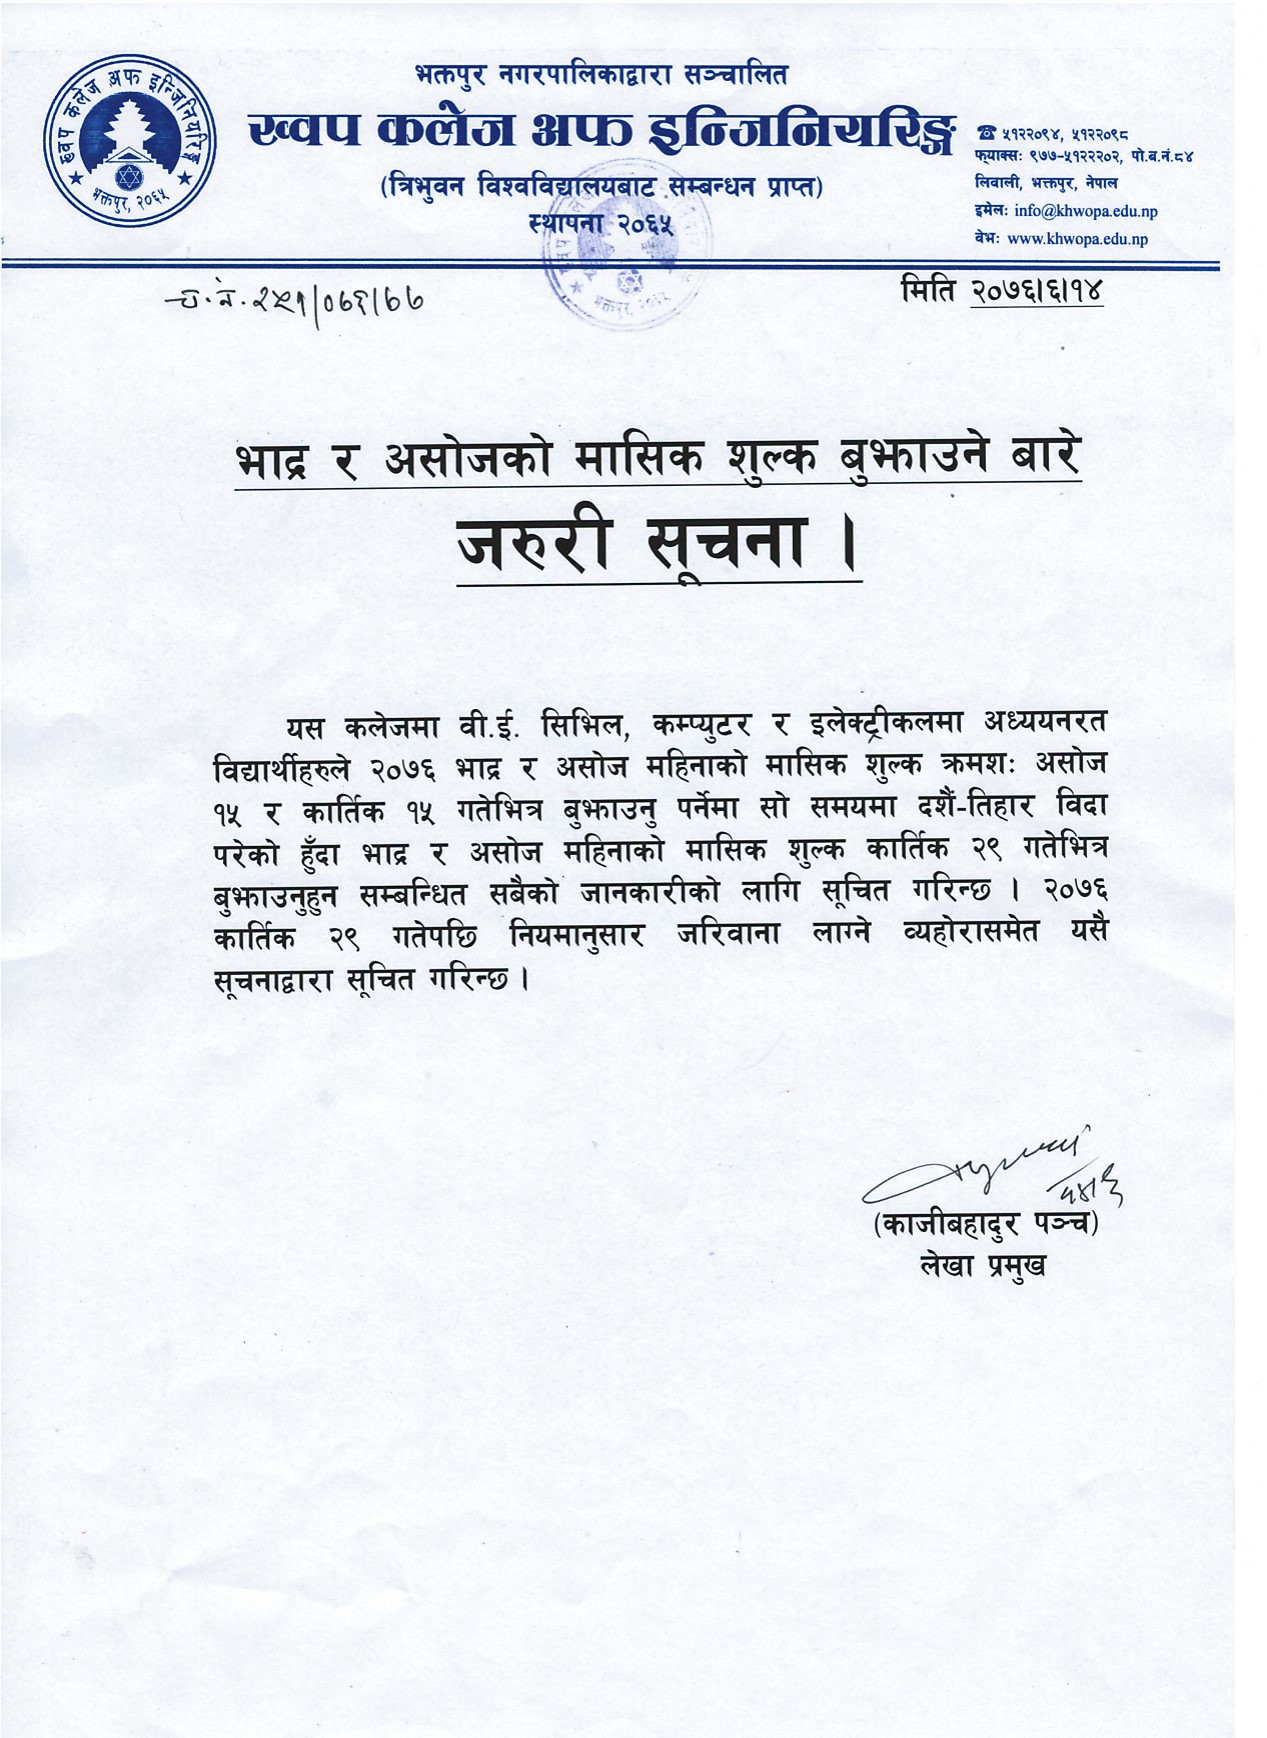 भक्तपुर नगरपालिकाद्वारा सञ्चालित
ख्वप कलेज अफ इन्जिनियरिङ्ग
(त्रिभुवन विश्वविद्यालयबाट सम्बन्धन प्राप्त)
स्थापना २०६५
ख्वप कलेज अफ इन्जिनियरिङ्ग
भक्तपुर, २०६५
☎ ५१२२०९४, ५१२२०९८
फ्याक्सः ९७७-५१२२२०२, पो.ब.नं.८४
लिवाली, भक्तपुर, नेपाल
इमेलः info@khwopa.edu.np
वेभः www.khwopa.edu.np
च.नं. २५१/०७६/७७
मिति २०७६।६।१४
भाद्र र असोजको मासिक शुल्क बुझाउने बारे
जरुरी सूचना ।
यस कलेजमा वी.ई. सिभिल, कम्प्युटर र इलेक्ट्रीकलमा अध्ययनरत
विद्यार्थीहरुले २०७६ भाद्र र असोज महिनाको मासिक शुल्क क्रमशः असोज
१५ र कार्तिक १५ गतेभित्र बुझाउनु पर्नेमा सो समयमा दशैं-तिहार विदा
परेको हुँदा भाद्र र असोज महिनाको मासिक शुल्क कार्तिक २९ गतेभित्र
बुझाउनुहुन सम्बन्धित सबैको जानकारीको लागि सूचित गरिन्छ । २०७६
कार्तिक २९ गतेपछि नियमानुसार जरिवाना लाग्ने व्यहोरासमेत यसै
सूचनाद्वारा सूचित गरिन्छ ।
(काजीबहादुर पञ्च)
लेखा प्रमुख